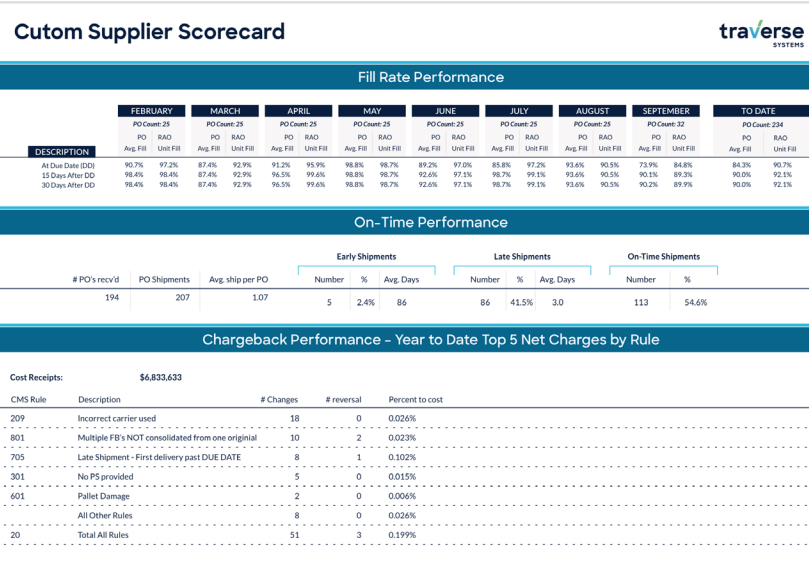 Cutom Supplier Scorecard
traverse
SYSTEMS
Fill Rate Performance
FEBRUARY MARCH APRIL MAY JUNE JULY AUGUST SEPTEMBER TO DATE
PO Count: 25 PO Count: 25 PO Count: 25 PO Count: 25 PO Count: 25 PO Count: 25 PO Count: 25 PO Count: 32 PO Count: 234
PO RAO PO RAO PO RAO PO RAO PO RAO PO RAO PO RAO PO RAO PO RAO
DESCRIPTION Avg. Fill Unit Fill Avg. Fill Unit Fill Avg. Fill Unit Fill Avg. Fill Unit Fill Avg. Fill Unit Fill Avg. Fill Unit Fill Avg. Fill Unit Fill Avg. Fill Unit Fill Avg. Fill Unit Fill
At Due Date (DD) 90.7% 97.2% 87.4% 92.9% 91.2% 95.9% 98.8% 98.7% 89.2% 97.0% 85.8% 97.2% 93.6% 90.5% 73.9% 84.8% 84.3% 90.7%
15 Days After DD 98.4% 98.4% 87.4% 92.9% 96.5% 99.6% 98.8% 98.7% 92.6% 97.1% 98.7% 99.1% 93.6% 90.5% 90.1% 89.3% 90.0% 92.1%
30 Days After DD 98.4% 98.4% 87.4% 92.9% 96.5% 99.6% 98.8% 98.7% 92.6% 97.1% 98.7% 99.1% 93.6% 90.5% 90.2% 89.9% 90.0% 92.1%
On-Time Performance
Early Shipments Late Shipments On-Time Shipments
# PO's recv'd PO Shipments Avg. ship per PO Number % Avg. Days Number % Avg. Days Number %
194 207 1.07 5 2.4% 86 86 41.5% 3.0 113 54.6%
Chargeback Performance – Year to Date Top 5 Net Charges by Rule
Cost Receipts: $6,833,633
CMS Rule Description # Changes # reversal Percent to cost
209 Incorrect carrier used 18 0 0.026%
801 Multiple FB's NOT consolidated from one originial 10 2 0.023%
705 Late Shipment - First delivery past DUE DATE 8 1 0.102%
301 No PS provided 5 0 0.015%
601 Pallet Damage 2 0 0.006%
All Other Rules 8 0 0.026%
20 Total All Rules 51 3 0.199%